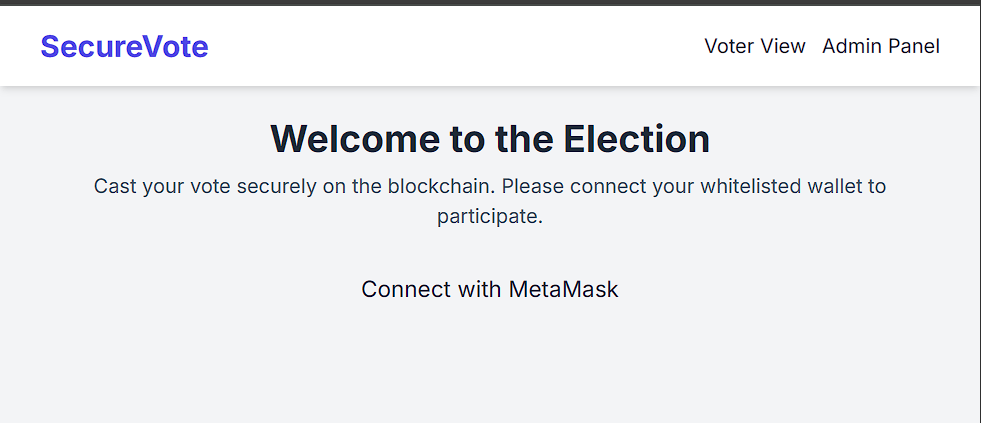 SecureVote
Voter View Admin Panel
Welcome to the Election
Cast your vote securely on the blockchain. Please connect your whitelisted wallet to
participate.
Connect with MetaMask